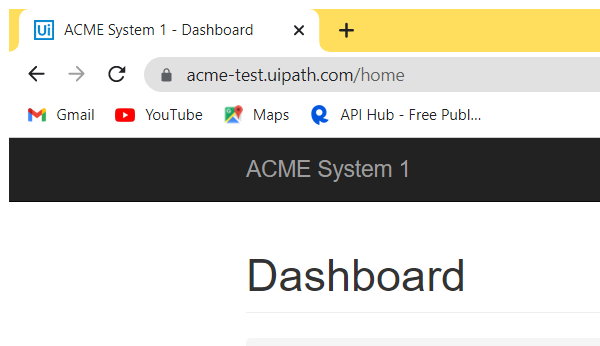 Ui ACME System 1 - Dashboard
acme-test.uipath.com/home
Gmail YouTube Maps API Hub - Free Publ...
ACME System 1
Dashboard